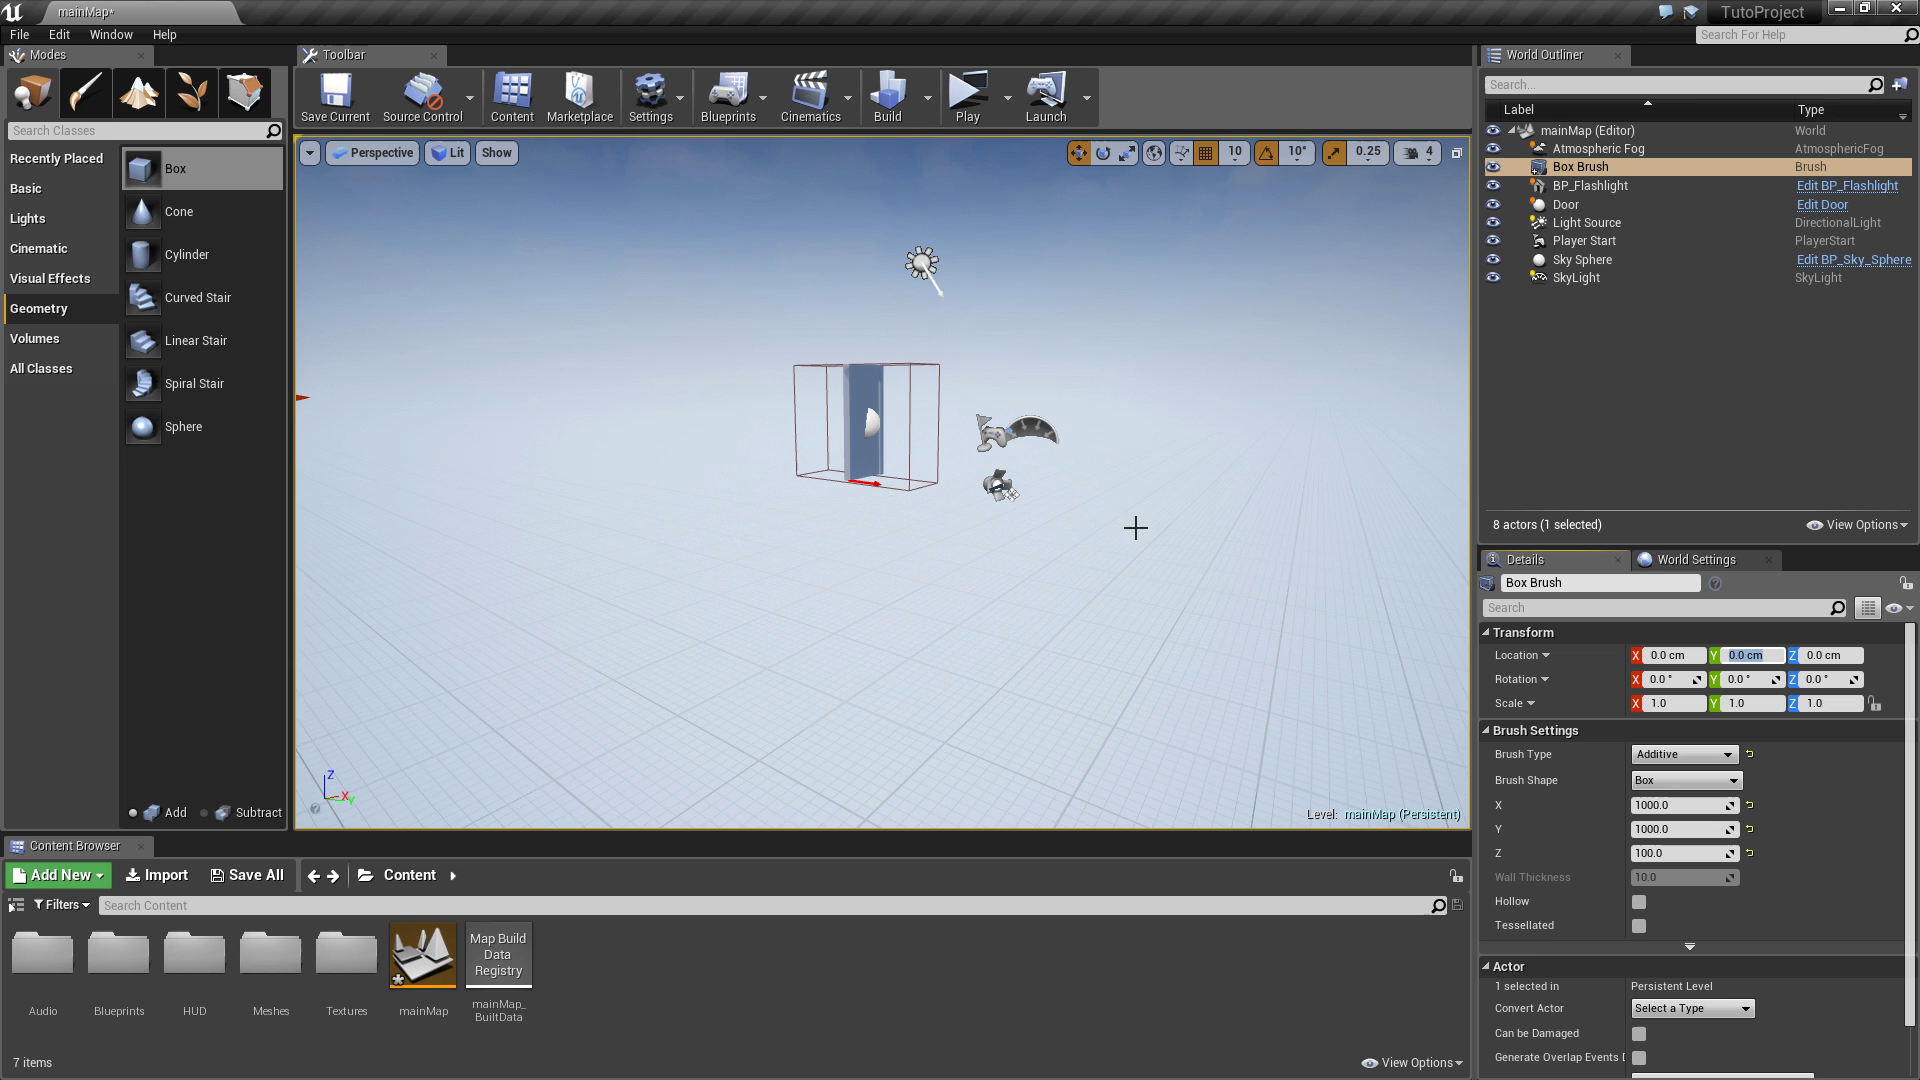 mainMap*
TutoProject
File Edit Window Help
Search For Help
Modes
Search Classes
Recently Placed
Basic
Lights
Cinematic
Visual Effects
Geometry
Volumes
All Classes
Box
Cone
Cylinder
Curved Stair
Linear Stair
Spiral Stair
Sphere
Add Subtract
Toolbar
Save Current Source Control Content Marketplace Settings Blueprints Cinematics Build Play Launch
Perspective Lit Show
10 10° 0.25 4
Z
X
Y
Level: mainMap (Persistent)
World Outliner
Search...
Label Type
mainMap (Editor) World
Atmospheric Fog AtmosphericFog
Box Brush Brush
BP_Flashlight Edit BP_Flashlight
Door Edit Door
Light Source DirectionalLight
Player Start PlayerStart
Sky Sphere Edit BP_Sky_Sphere
SkyLight SkyLight
8 actors (1 selected) View Options
Details World Settings
Box Brush
Search
Transform
Location X 0.0 cm Y 0.0 cm Z 0.0 cm
Rotation X 0.0 ° Y 0.0 ° Z 0.0 °
Scale X 1.0 Y 1.0 Z 1.0
Brush Settings
Brush Type Additive
Brush Shape Box
X 1000.0
Y 1000.0
Z 100.0
Wall Thickness 10.0
Hollow
Tessellated
Actor
1 selected in Persistent Level
Convert Actor Select a Type
Can be Damaged
Generate Overlap Events
Content Browser
Add New Import Save All Content
Filters Search Content
Audio
Blueprints
HUD
Meshes
Textures
mainMap
Map Build
Data
Registry
mainMap_
BuiltData
7 items View Options